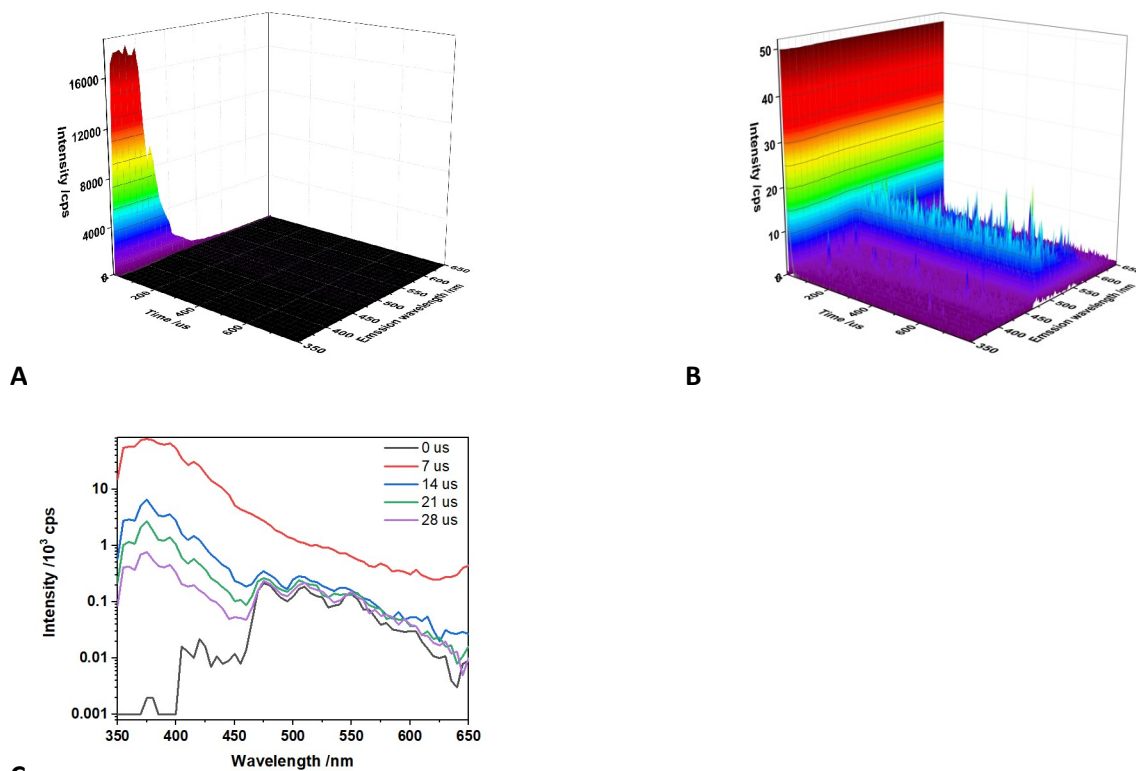 16000
12000
8000
4000
0
Intensity /cps
200
400
600
Time /us
350
400
450
500
550
600
650
Emssion wavelength /nm
A
50
40
30
20
10
0
Intensity /cps
200
400
600
Time /us
350
400
450
500
550
600
650
Emssion wavelength /nm
B
10
1
0.1
0.01
0.001
Intensity /10³ cps
0 us
7 us
14 us
21 us
28 us
350 400 450 500 550 600 650
Wavelength /nm